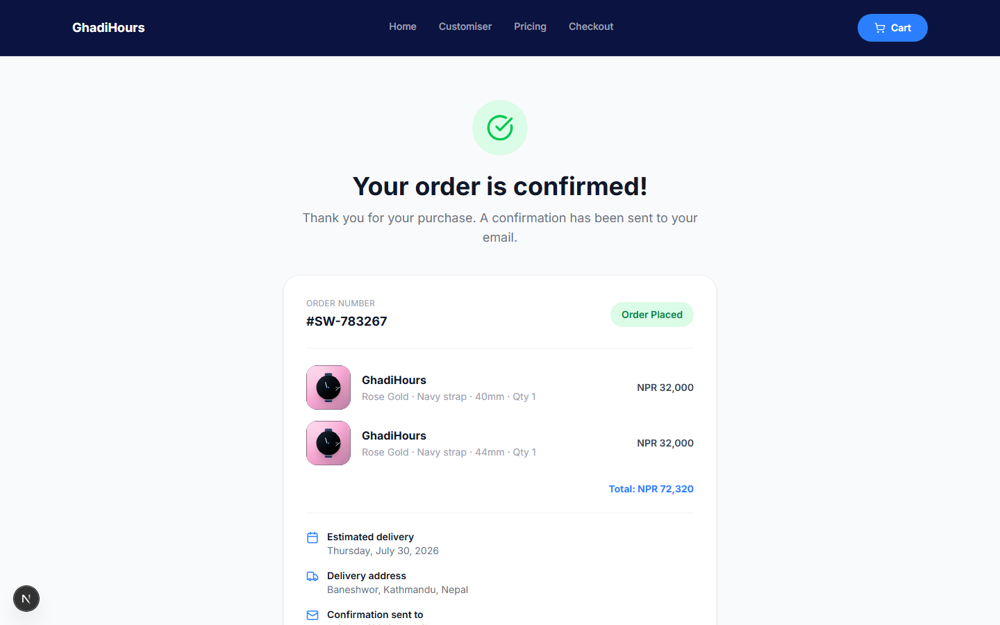 GhadiHours
Home Customiser Pricing Checkout
Cart
Your order is confirmed!
Thank you for your purchase. A confirmation has been sent to your
email.
ORDER NUMBER
#SW-783267
Order Placed
GhadiHours
Rose Gold · Navy strap · 40mm · Qty 1
NPR 32,000
GhadiHours
Rose Gold · Navy strap · 44mm · Qty 1
NPR 32,000
Total: NPR 72,320
Estimated delivery
Thursday, July 30, 2026
Delivery address
Baneshwor, Kathmandu, Nepal
Confirmation sent to
N